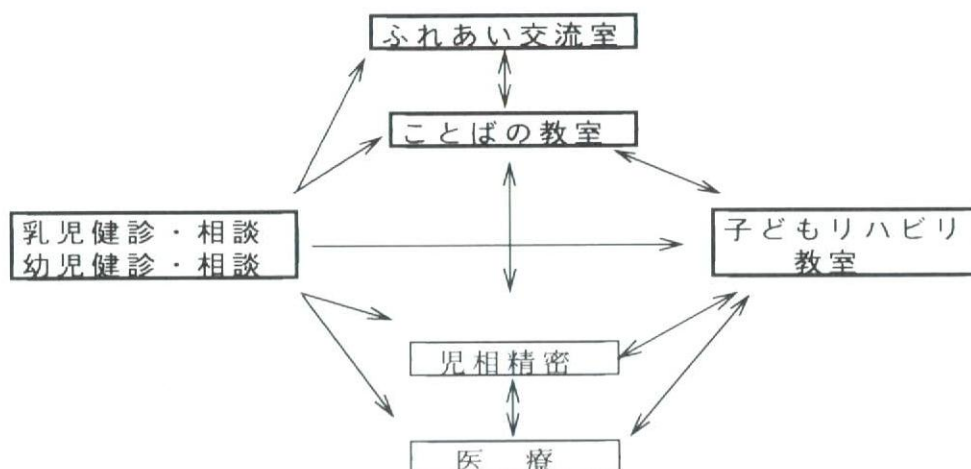 ふれあい交流室
ことばの教室
乳児健診・相談
幼児健診・相談
子どもリハビリ
教室
児相精密
医　療